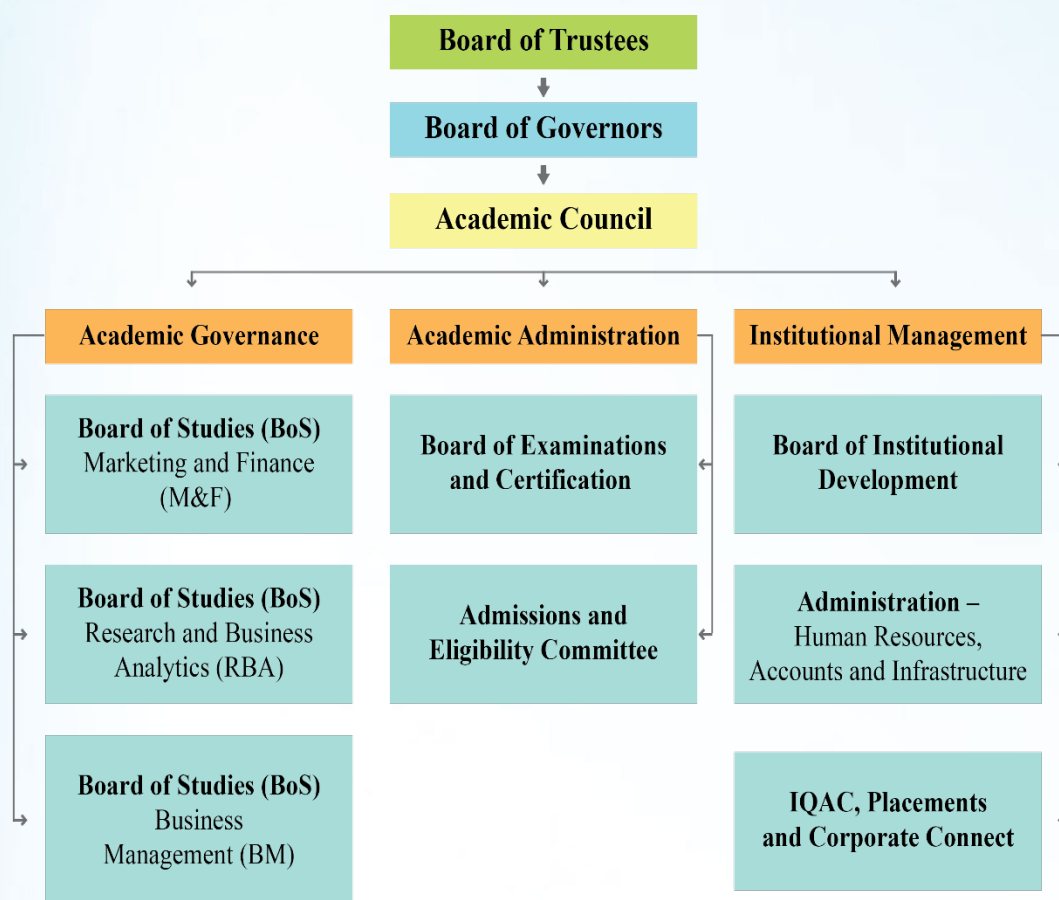 Board of Trustees
Board of Governors
Academic Council
Academic Governance
Board of Studies (BoS)
Marketing and Finance
(M&F)
Board of Studies (BoS)
Research and Business
Analytics (RBA)
Board of Studies (BoS)
Business
Management (BM)
Academic Administration
Board of Examinations
and Certification
Admissions and
Eligibility Committee
Institutional Management
Board of Institutional
Development
Administration –
Human Resources,
Accounts and Infrastructure
IQAC, Placements
and Corporate Connect